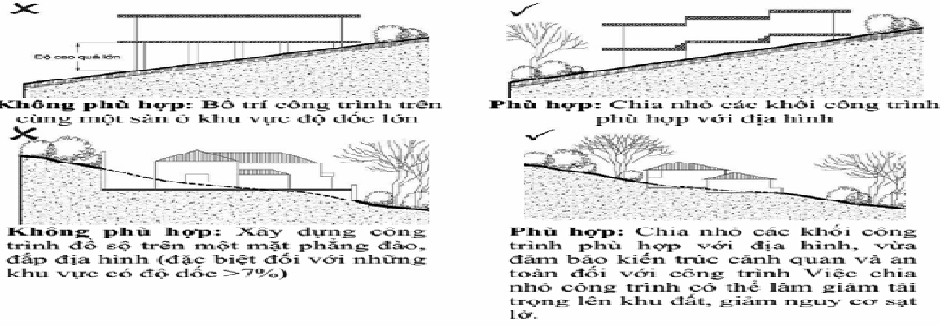 Độ cao quá lớn
Không phù hợp: Bố trí công trình trên
cùng một sàn ở khu vực độ dốc lớn
Phù hợp: Chia nhỏ các khối công trình
phù hợp với địa hình
Không phù hợp: Xây dựng công
trình đồ sộ trên một mặt phẳng đào,
đắp địa hình (đặc biệt đối với những
khu vực có độ dốc >7%)
Phù hợp: Chia nhỏ các khối công
trình phù hợp với địa hình, vừa
đảm bảo kiến trúc cảnh quan và an
toàn đối với công trình Việc chia
nhỏ công trình có thể làm giảm tải
trọng lên khu đất, giảm nguy cơ sạt
lở.